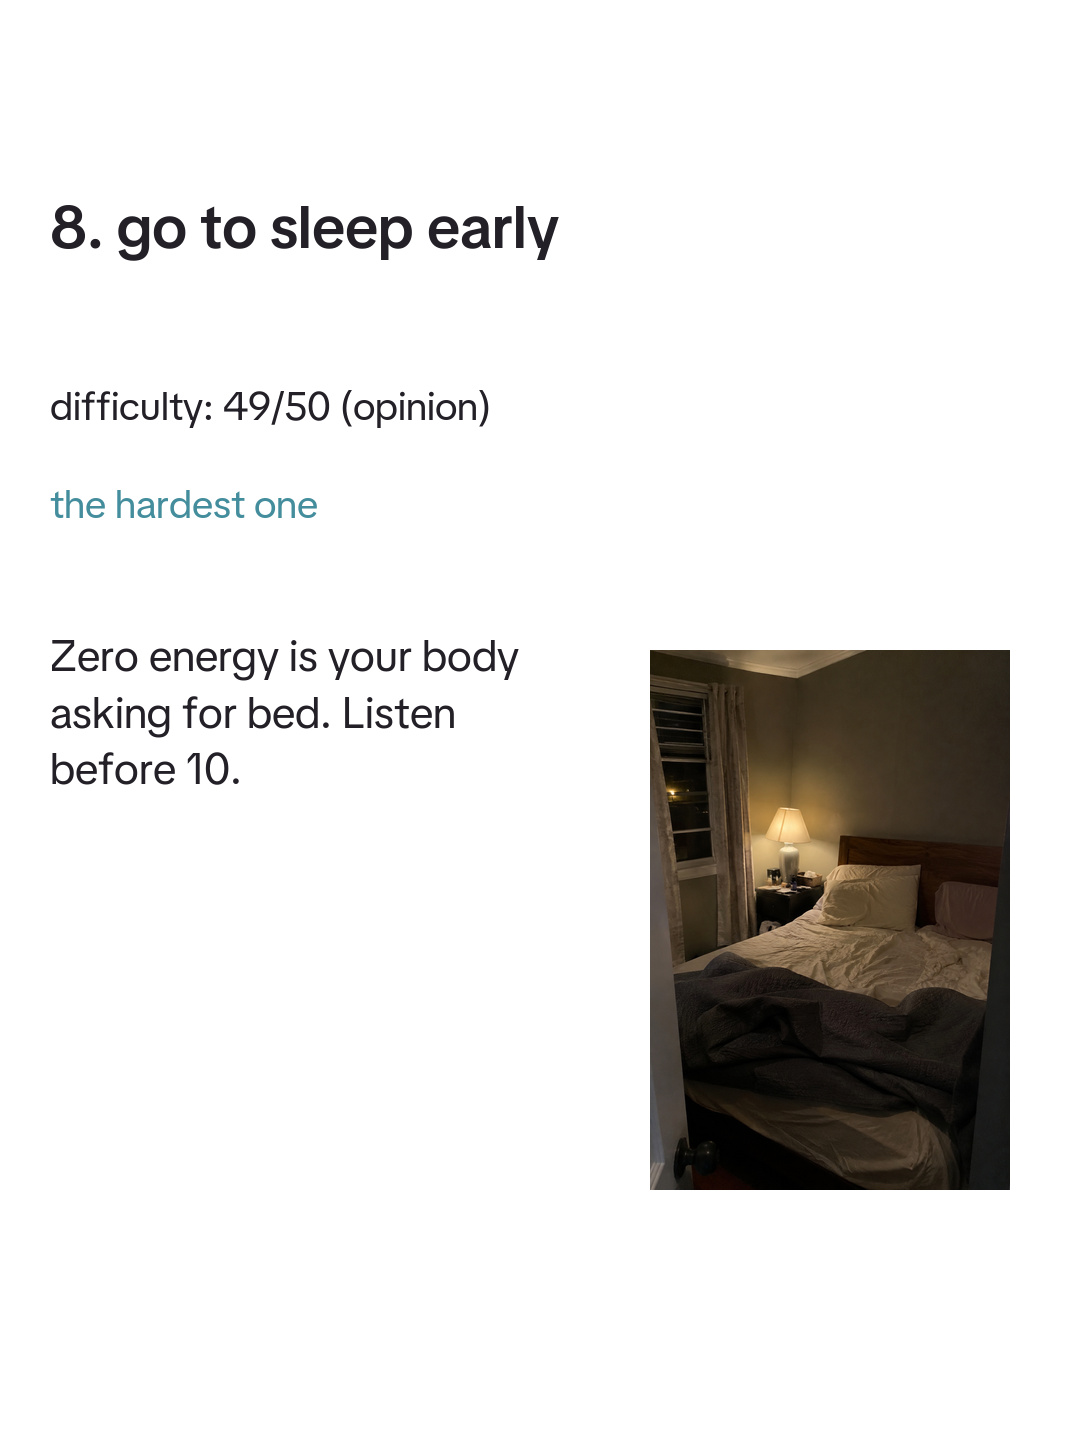 8. go to sleep early
difficulty: 49/50 (opinion)
the hardest one
Zero energy is your body
asking for bed. Listen
before 10.